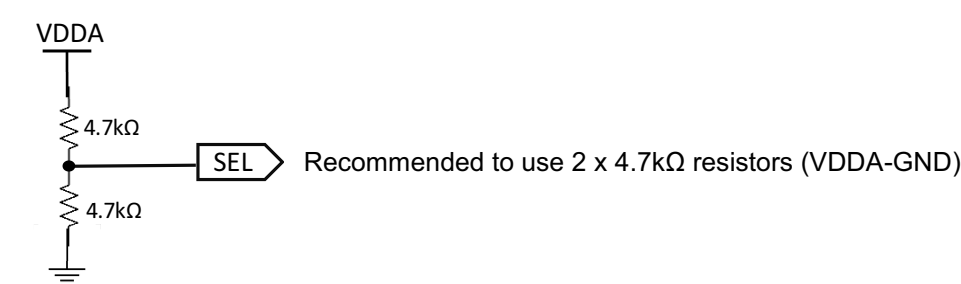 VDDA
4.7kΩ
SEL Recommended to use 2 x 4.7kΩ resistors (VDDA-GND)
4.7kΩ